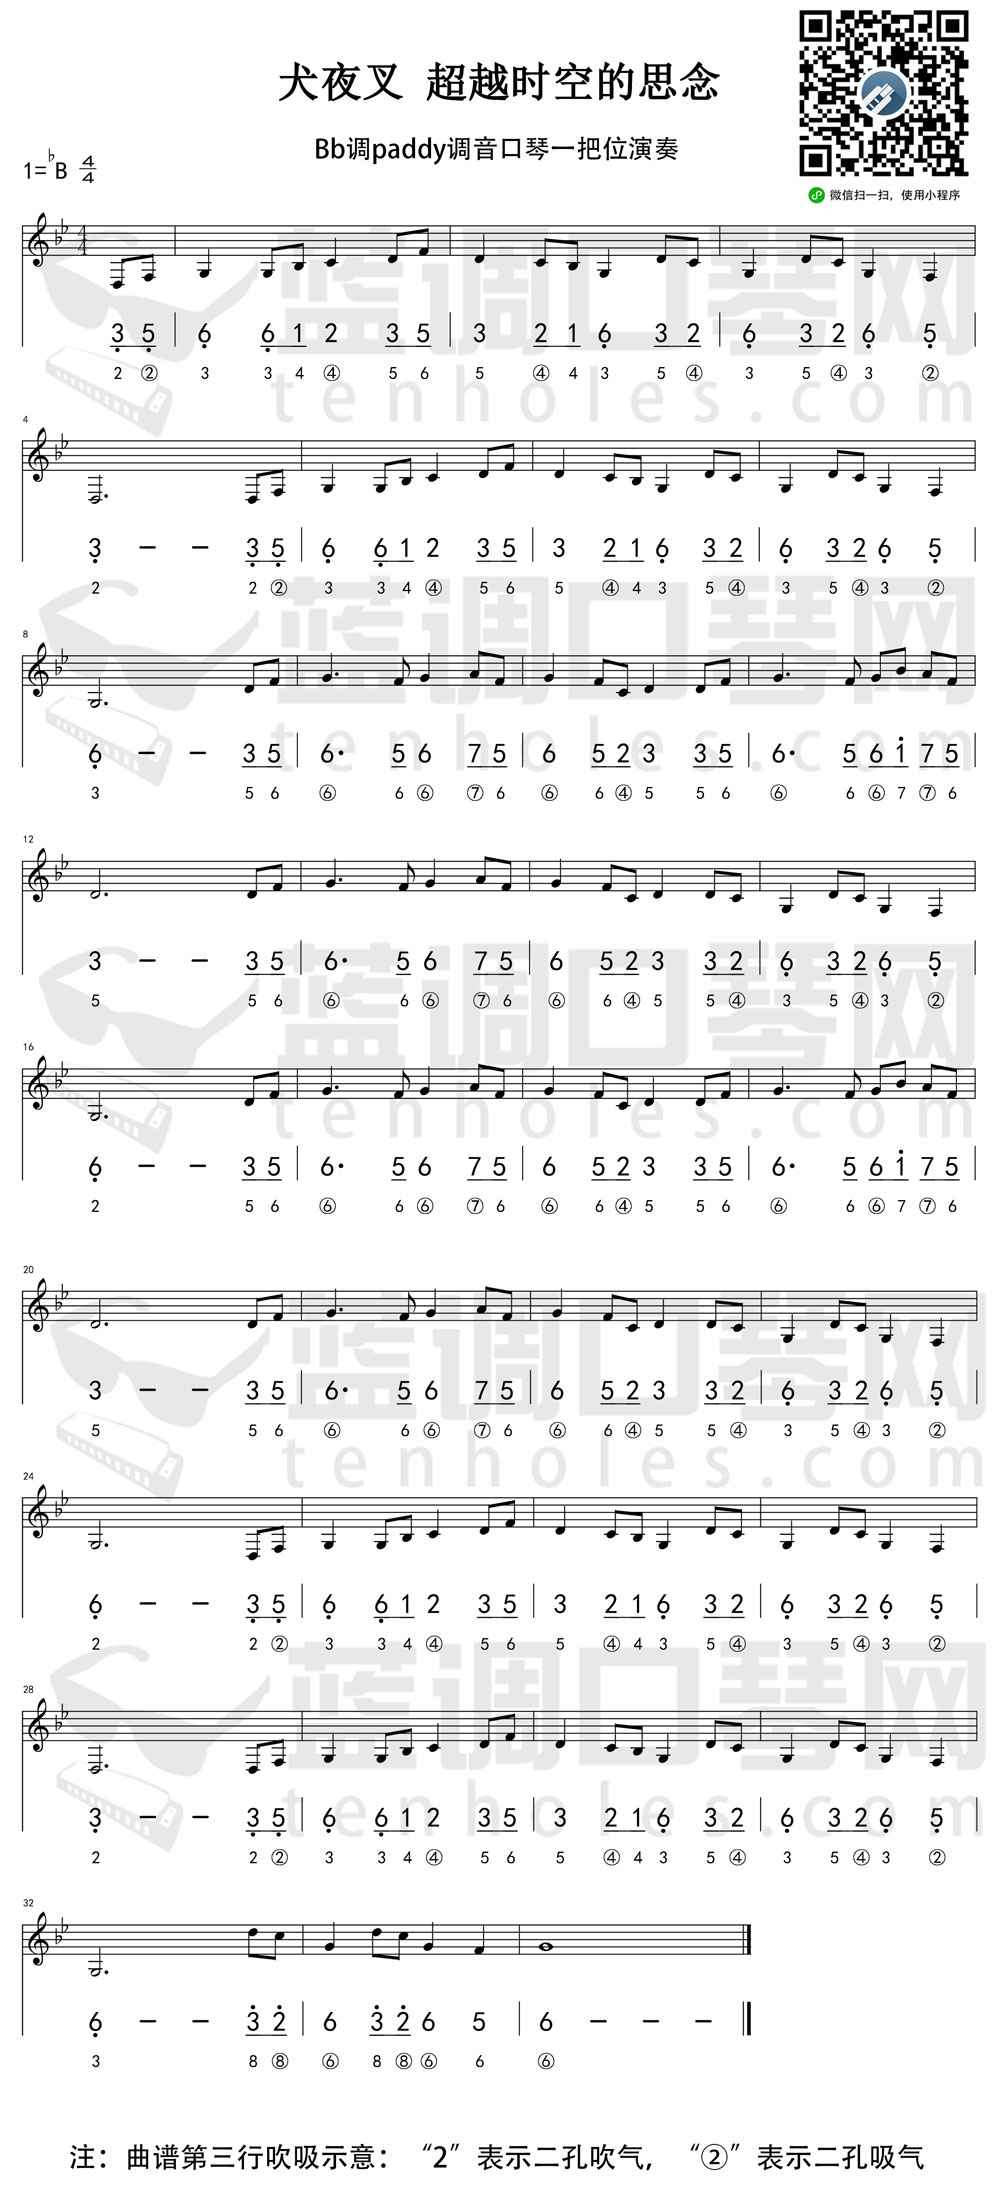 犬夜叉 超越时空的思念
Bb调paddy调音口琴一把位演奏
1=♭B 4/4
微信扫一扫，使用小程序
蓝调口琴网
tenholes.com
3 5 | 6 6 1 2 3 5 | 3 2 1 6 3 2 | 6 3 2 6 5 |
2 ② 3 3 4 ④ 5 6 5 ④ 4 3 5 ④ 3 5 ④ 3 ②
4
3 - - 3 5 | 6 6 1 2 3 5 | 3 2 1 6 3 2 | 6 3 2 6 5 |
2 2 ② 3 3 4 ④ 5 6 5 ④ 4 3 5 ④ 3 5 ④ 3 ②
8
6 - - 3 5 | 6· 5 6 7 5 | 6 5 2 3 3 5 | 6· 5 6 1 7 5 |
3 5 6 ⑥ 6 ⑥ ⑦ 6 ⑥ 6 ④ 5 5 6 ⑥ 6 ⑥ 7 ⑦ 6
12
3 - - 3 5 | 6· 5 6 7 5 | 6 5 2 3 3 2 | 6 3 2 6 5 |
5 5 6 ⑥ 6 ⑥ ⑦ 6 ⑥ 6 ④ 5 5 ④ 3 5 ④ 3 ②
16
6 - - 3 5 | 6· 5 6 7 5 | 6 5 2 3 3 5 | 6· 5 6 1 7 5 |
2 5 6 ⑥ 6 ⑥ ⑦ 6 ⑥ 6 ④ 5 5 6 ⑥ 6 ⑥ 7 ⑦ 6
20
3 - - 3 5 | 6· 5 6 7 5 | 6 5 2 3 3 2 | 6 3 2 6 5 |
5 5 6 ⑥ 6 ⑥ ⑦ 6 ⑥ 6 ④ 5 5 ④ 3 5 ④ 3 ②
24
6 - - 3 5 | 6 6 1 2 3 5 | 3 2 1 6 3 2 | 6 3 2 6 5 |
2 2 ② 3 3 4 ④ 5 6 5 ④ 4 3 5 ④ 3 5 ④ 3 ②
28
3 - - 3 5 | 6 6 1 2 3 5 | 3 2 1 6 3 2 | 6 3 2 6 5 |
2 2 ② 3 3 4 ④ 5 6 5 ④ 4 3 5 ④ 3 5 ④ 3 ②
32
6 - - 3 2 | 6 3 2 6 5 | 6 - - -
3 8 ⑧ ⑥ 8 ⑧ ⑥ 6 ⑥
注：曲谱第三行吹吸示意：“2”表示二孔吹气，“②”表示二孔吸气